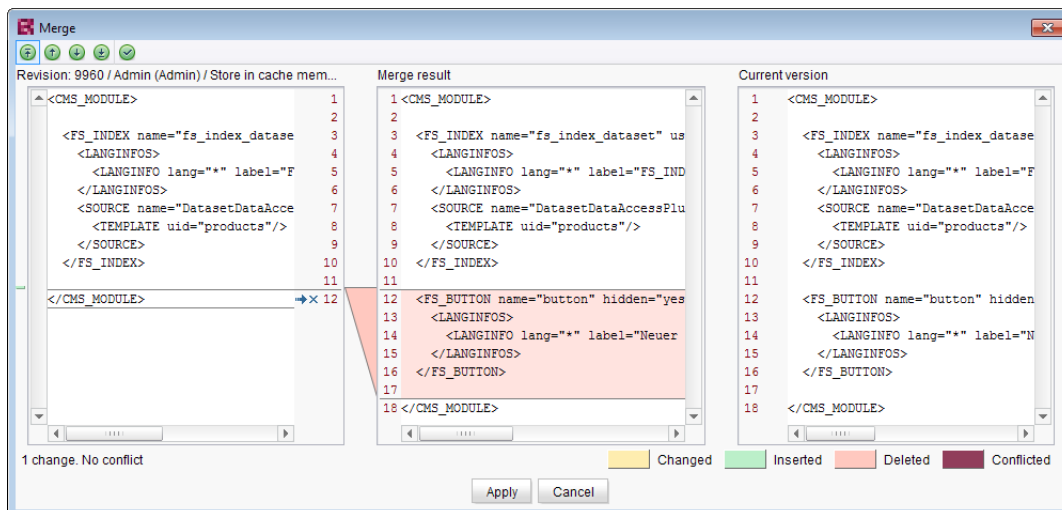 Merge
Revision: 9960 / Admin (Admin) / Store in cache mem...
<CMS_MODULE> 1
2
<FS_INDEX name="fs_index_datase 3
<LANGINFOS> 4
<LANGINFO lang="*" label="F 5
</LANGINFOS> 6
<SOURCE name="DatasetDataAcce 7
<TEMPLATE uid="products"/> 8
</SOURCE> 9
</FS_INDEX> 10
11
</CMS_MODULE> 12
Merge result
1 <CMS_MODULE>
2
3 <FS_INDEX name="fs_index_dataset" us
4 <LANGINFOS>
5 <LANGINFO lang="*" label="FS_IND
6 </LANGINFOS>
7 <SOURCE name="DatasetDataAccessPlu
8 <TEMPLATE uid="products"/>
9 </SOURCE>
10 </FS_INDEX>
11
12 <FS_BUTTON name="button" hidden="yes
13 <LANGINFOS>
14 <LANGINFO lang="*" label="Neuer
15 </LANGINFOS>
16 </FS_BUTTON>
17
18 </CMS_MODULE>
Current version
1 <CMS_MODULE>
2
3 <FS_INDEX name="fs_index_datase
4 <LANGINFOS>
5 <LANGINFO lang="*" label="F
6 </LANGINFOS>
7 <SOURCE name="DatasetDataAcce
8 <TEMPLATE uid="products"/>
9 </SOURCE>
10 </FS_INDEX>
11
12 <FS_BUTTON name="button" hidden
13 <LANGINFOS>
14 <LANGINFO lang="*" label="N
15 </LANGINFOS>
16 </FS_BUTTON>
17
18 </CMS_MODULE>
1 change. No conflict
Changed
Inserted
Deleted
Conflicted
Apply
Cancel